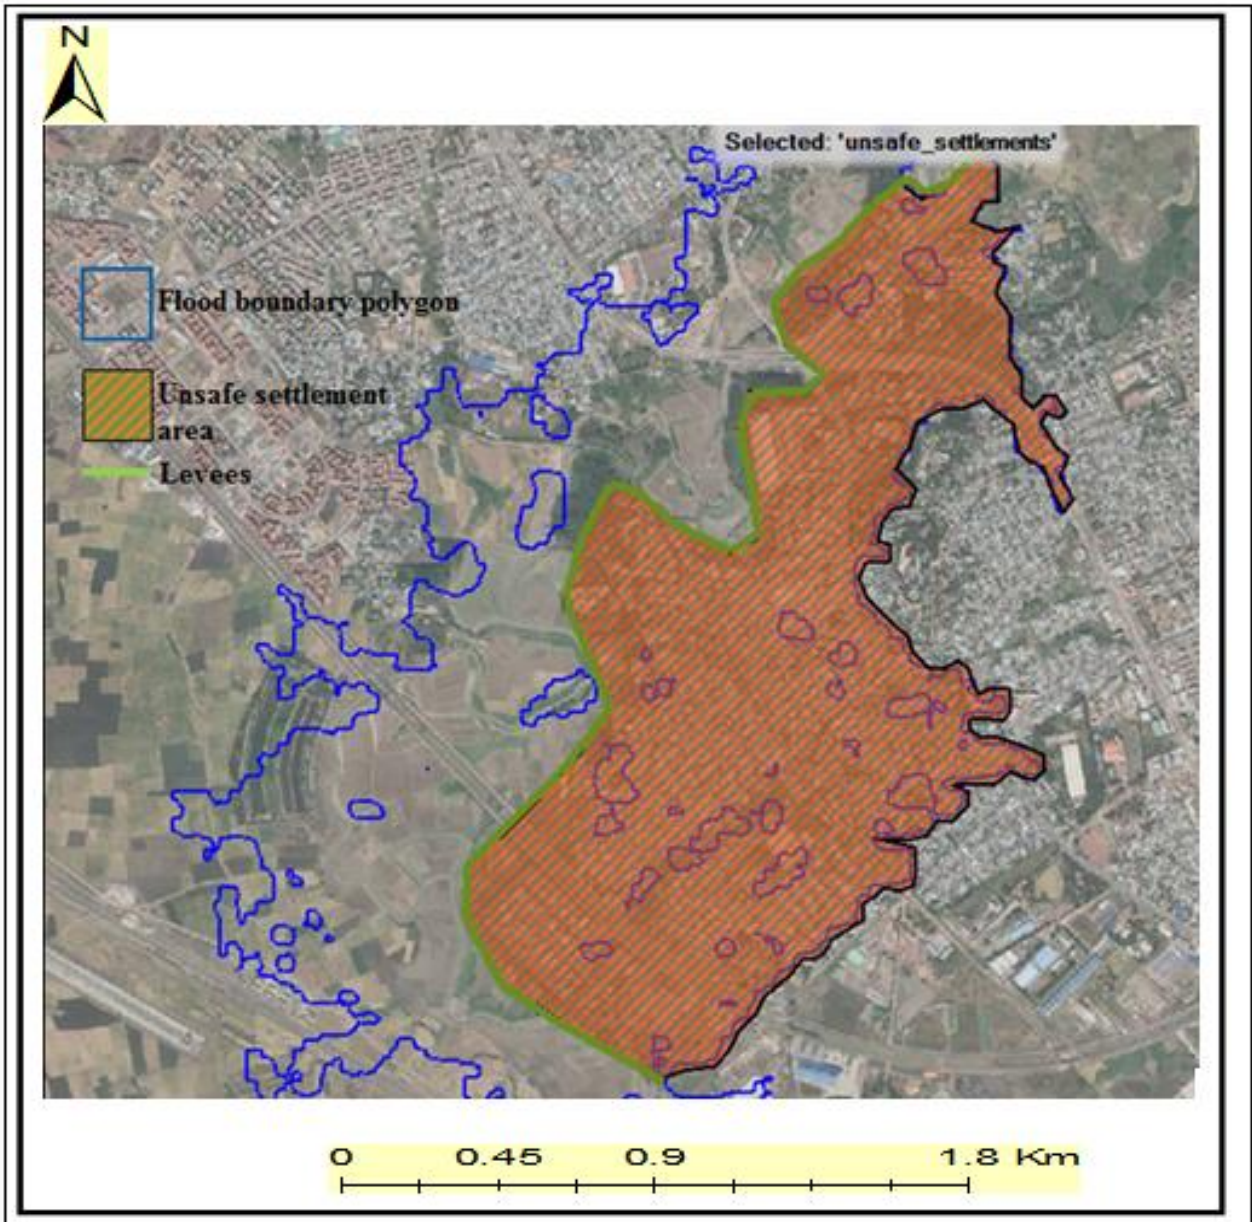 N
Selected: 'unsafe_settlements'
Flood boundary polygon
Unsafe settlement
area
Levees
0 0.45 0.9 1.8 Km